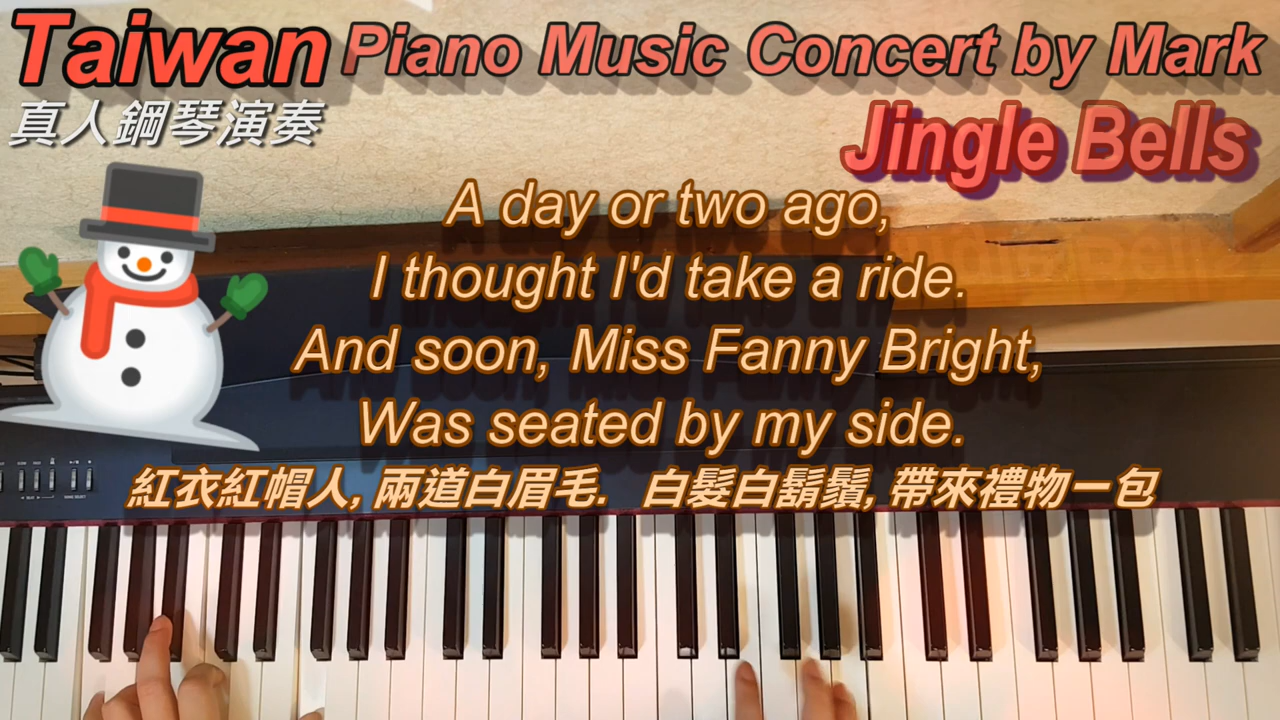 Taiwan Piano Music Concert by Mark
真人鋼琴演奏
Jingle Bells
A day or two ago,
I thought I'd take a ride.
And soon, Miss Fanny Bright,
Was seated by my side.
紅衣紅帽人, 兩道白眉毛. 白髮白鬍鬚, 帶來禮物一包